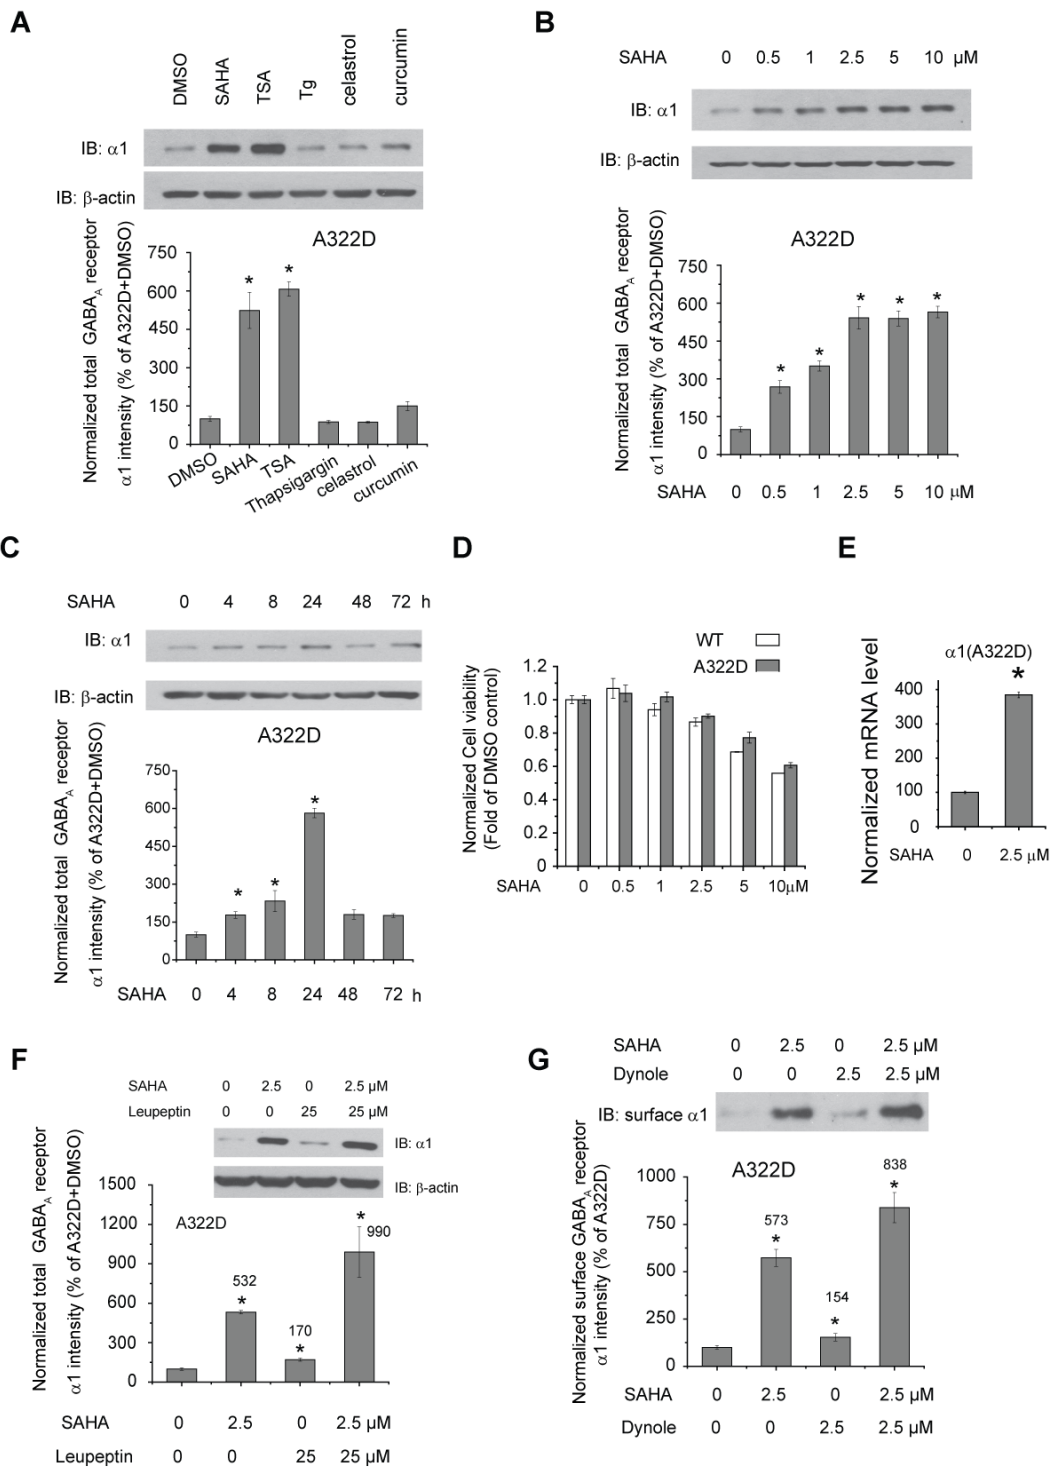 A
DMSO
SAHA
TSA
Tg
celastrol
curcumin
IB: α1
IB: β-actin
A322D
Normalized total GABAA receptor
α1 intensity (% of A322D+DMSO)
750
600
450
300
150
0
*
*
DMSO
SAHA
TSA
Thapsigargin
celastrol
curcumin
B
SAHA 0 0.5 1 2.5 5 10 µM
IB: α1
IB: β-actin
A322D
Normalized total GABAA receptor
α1 intensity (% of A322D+DMSO)
750
600
450
300
150
0
* * * * *
SAHA 0 0.5 1 2.5 5 10 µM
C
SAHA 0 4 8 24 48 72 h
IB: α1
IB: β-actin
A322D
Normalized total GABAA receptor
α1 intensity (% of A322D+DMSO)
750
600
450
300
150
0
* * *
SAHA 0 4 8 24 48 72 h
D
WT
A322D
Normalized Cell viability
(Fold of DMSO control)
1.2
1.0
0.8
0.6
0.4
0.2
0
SAHA 0 0.5 1 2.5 5 10µM
E
α1(A322D)
*
Normalized mRNA level
400
300
200
100
0
SAHA 0 2.5 µM
F
SAHA 0 2.5 0 2.5 µM
Leupeptin 0 0 25 25 µM
IB: α1
IB: β-actin
A322D
Normalized total GABAA receptor
α1 intensity (% of A322D+DMSO)
1500
1200
900
600
300
0
532
*
170
*
*
990
SAHA 0 2.5 0 2.5 µM
Leupeptin 0 0 25 25 µM
G
SAHA 0 2.5 0 2.5 µM
Dynole 0 0 2.5 2.5 µM
IB: surface α1
A322D
Normalized surface GABAA receptor
α1 intensity (% of A322D)
1000
750
500
250
0
573
*
154
*
838
*
SAHA 0 2.5 0 2.5 µM
Dynole 0 0 2.5 2.5 µM